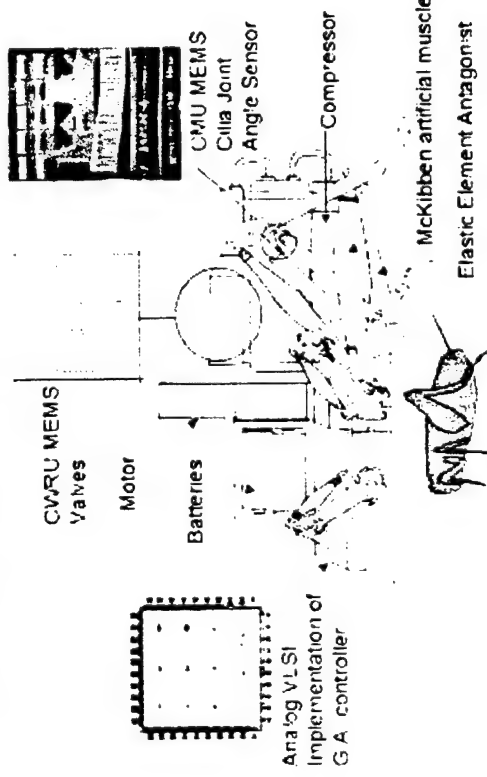 CWRU MEMS
Valves
Motor
Batteries
CMU MEMS
Cilia Joint
Angle Sensor
Compressor
Analog VLSI
Implementation of
G A controller
McKibben artificial muscle
Elastic Element Antagonist